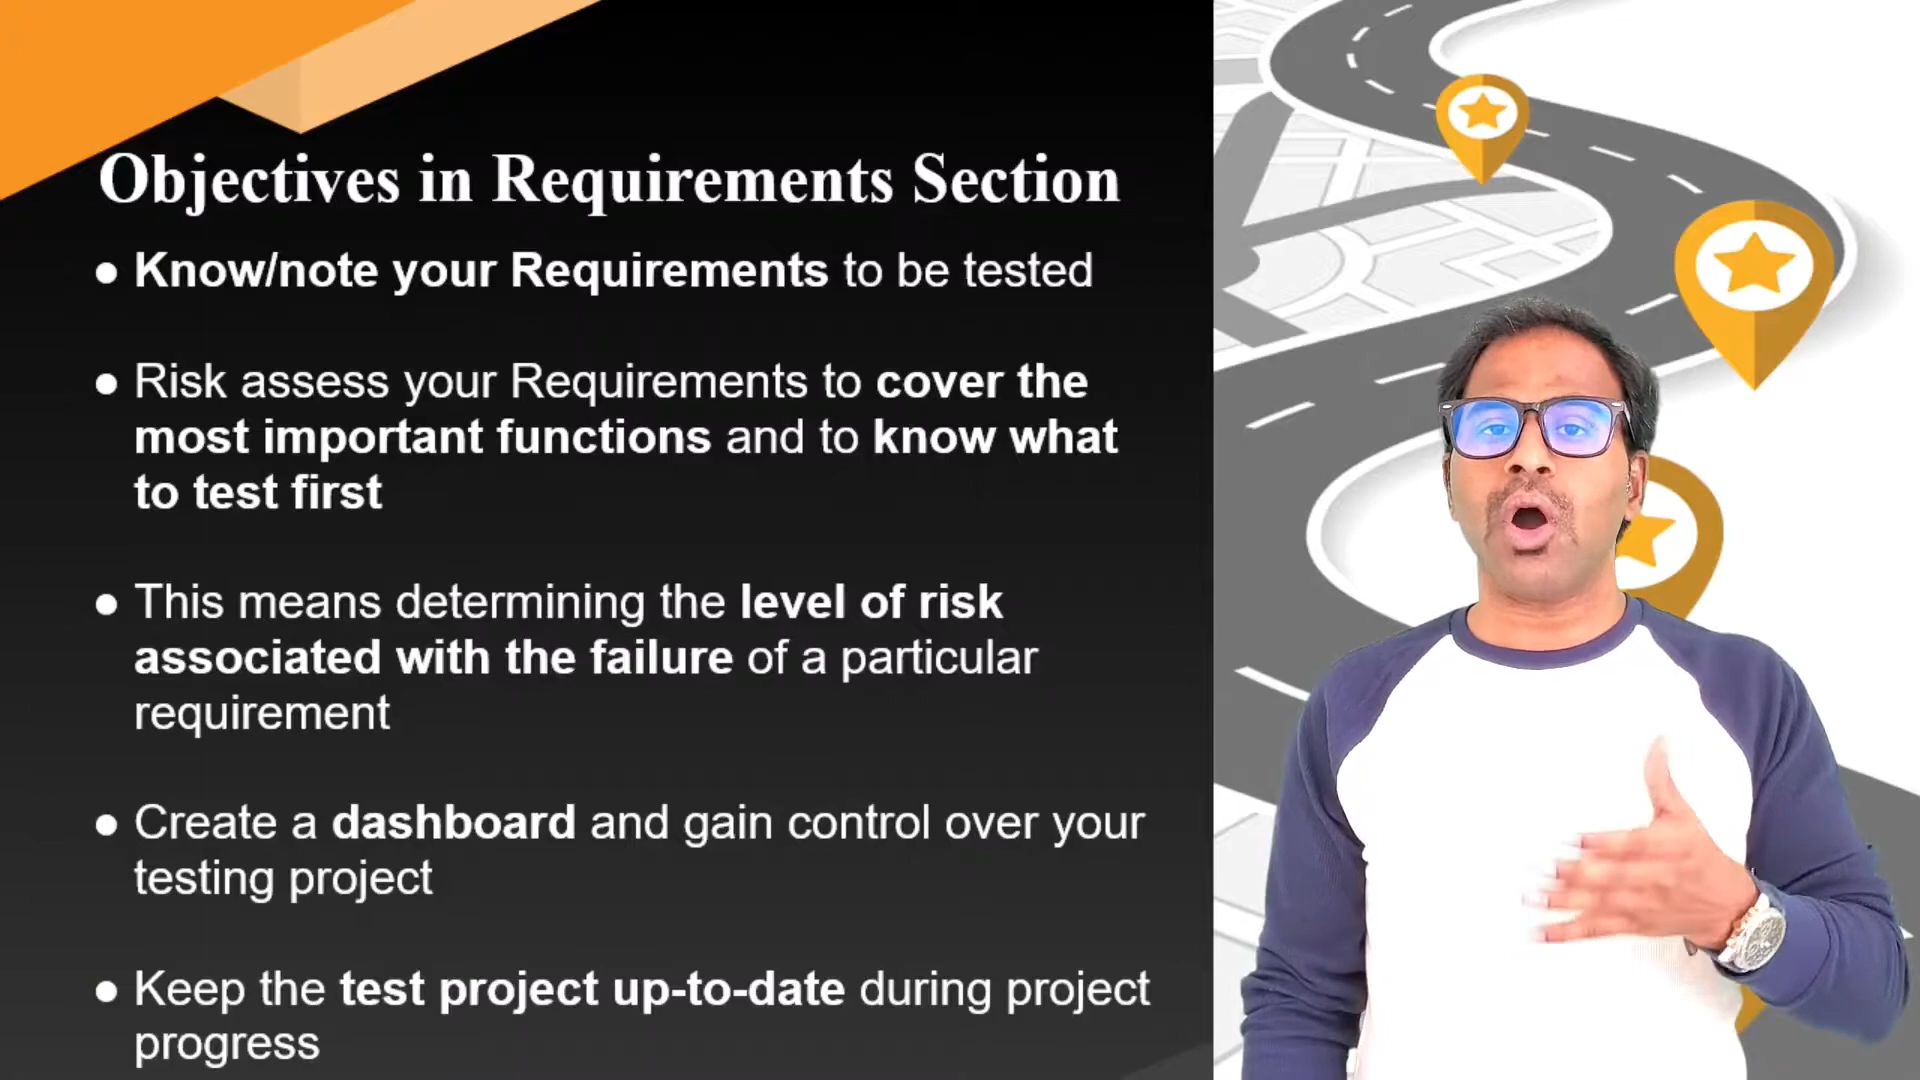 Objectives in Requirements Section
● Know/note your Requirements to be tested
● Risk assess your Requirements to cover the
most important functions and to know what
to test first
● This means determining the level of risk
associated with the failure of a particular
requirement
● Create a dashboard and gain control over your
testing project
● Keep the test project up-to-date during project
progress